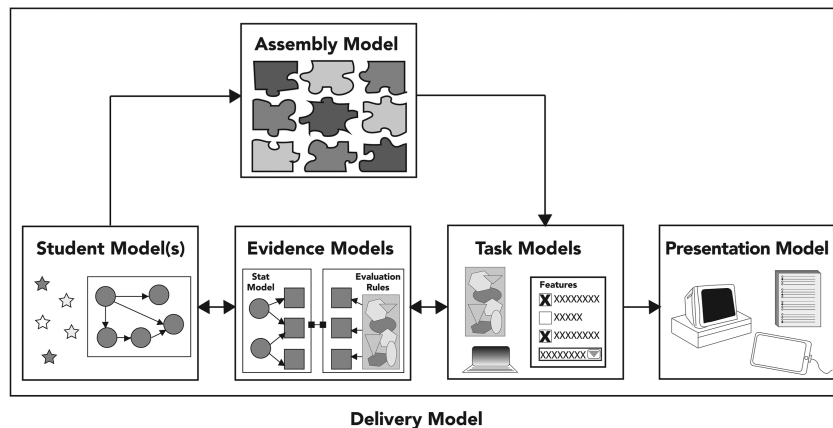 Assembly Model
Student Model(s)
Evidence Models
Stat
Model
Evaluation
Rules
Task Models
Features
X XXXXXXXX
XXXXX
X XXXXXXXX
XXXXXXXX
Presentation Model
Delivery Model